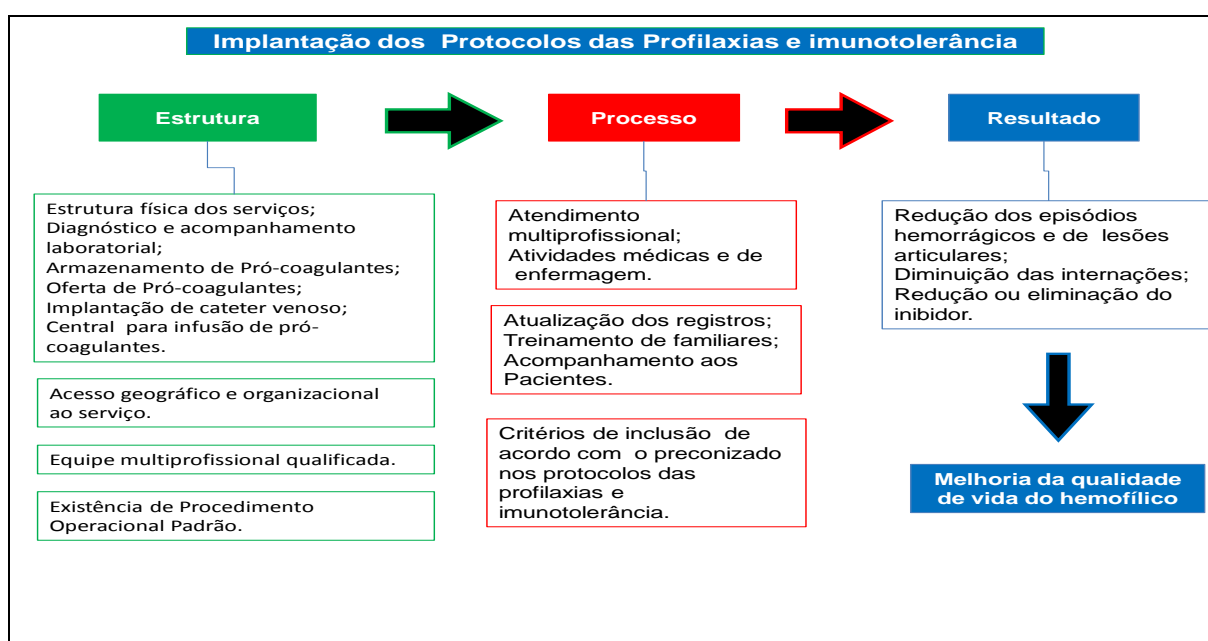 Implantação dos Protocolos das Profilaxias e imunotolerância
Estrutura
Estrutura física dos serviços;
Diagnóstico e acompanhamento
laboratorial;
Armazenamento de Pró-coagulantes;
Oferta de Pró-coagulantes;
Implantação de cateter venoso;
Central para infusão de pró-
coagulantes.
Acesso geográfico e organizacional
ao serviço.
Equipe multiprofissional qualificada.
Existência de Procedimento
Operacional Padrão.
Processo
Atendimento
multiprofissional;
Atividades médicas e de
enfermagem.
Atualização dos registros;
Treinamento de familiares;
Acompanhamento aos
Pacientes.
Critérios de inclusão de
acordo com o preconizado
nos protocolos das
profilaxias e
imunotolerância.
Resultado
Redução dos episódios
hemorrágicos e de lesões
articulares;
Diminuição das internações;
Redução ou eliminação do
inibidor.
Melhoria da qualidade
de vida do hemofílico